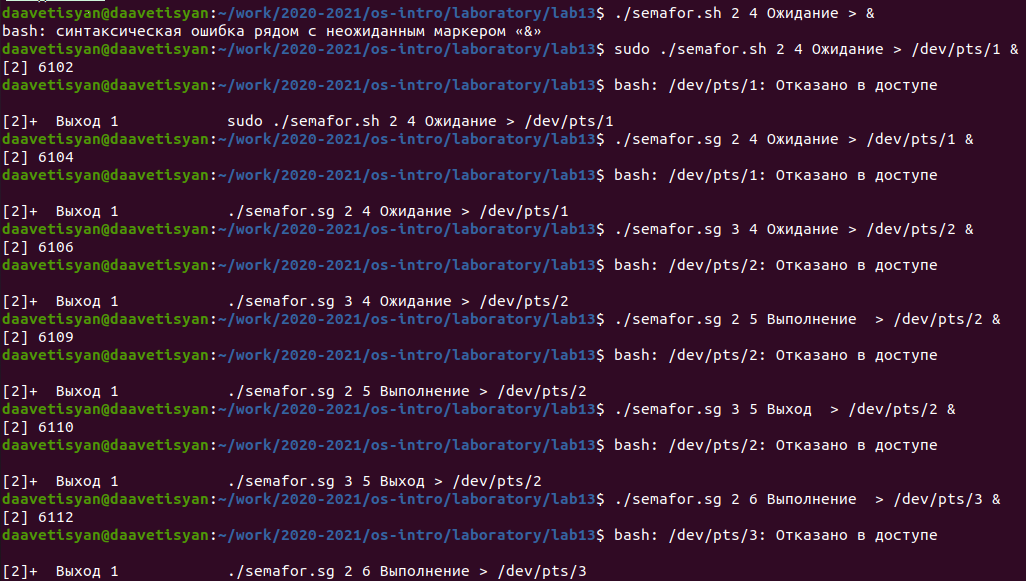 daavetisyan@daavetisyan:~/work/2020-2021/os-intro/laboratory/lab13$ ./semafor.sh 2 4 Ожидание > &
bash: синтаксическая ошибка рядом с неожиданным маркером «&»
daavetisyan@daavetisyan:~/work/2020-2021/os-intro/laboratory/lab13$ sudo ./semafor.sh 2 4 Ожидание > /dev/pts/1 &
[2] 6102
daavetisyan@daavetisyan:~/work/2020-2021/os-intro/laboratory/lab13$ bash: /dev/pts/1: Отказано в доступе
[2]+  Выход 1            sudo ./semafor.sh 2 4 Ожидание > /dev/pts/1
daavetisyan@daavetisyan:~/work/2020-2021/os-intro/laboratory/lab13$ ./semafor.sg 2 4 Ожидание > /dev/pts/1 &
[2] 6104
daavetisyan@daavetisyan:~/work/2020-2021/os-intro/laboratory/lab13$ bash: /dev/pts/1: Отказано в доступе
[2]+  Выход 1            ./semafor.sg 2 4 Ожидание > /dev/pts/1
daavetisyan@daavetisyan:~/work/2020-2021/os-intro/laboratory/lab13$ ./semafor.sg 3 4 Ожидание > /dev/pts/2 &
[2] 6106
daavetisyan@daavetisyan:~/work/2020-2021/os-intro/laboratory/lab13$ bash: /dev/pts/2: Отказано в доступе
[2]+  Выход 1            ./semafor.sg 3 4 Ожидание > /dev/pts/2
daavetisyan@daavetisyan:~/work/2020-2021/os-intro/laboratory/lab13$ ./semafor.sg 2 5 Выполнение  > /dev/pts/2 &
[2] 6109
daavetisyan@daavetisyan:~/work/2020-2021/os-intro/laboratory/lab13$ bash: /dev/pts/2: Отказано в доступе
[2]+  Выход 1            ./semafor.sg 2 5 Выполнение > /dev/pts/2
daavetisyan@daavetisyan:~/work/2020-2021/os-intro/laboratory/lab13$ ./semafor.sg 3 5 Выход  > /dev/pts/2 &
[2] 6110
daavetisyan@daavetisyan:~/work/2020-2021/os-intro/laboratory/lab13$ bash: /dev/pts/2: Отказано в доступе
[2]+  Выход 1            ./semafor.sg 3 5 Выход > /dev/pts/2
daavetisyan@daavetisyan:~/work/2020-2021/os-intro/laboratory/lab13$ ./semafor.sg 2 6 Выполнение  > /dev/pts/3 &
[2] 6112
daavetisyan@daavetisyan:~/work/2020-2021/os-intro/laboratory/lab13$ bash: /dev/pts/3: Отказано в доступе
[2]+  Выход 1            ./semafor.sg 2 6 Выполнение > /dev/pts/3